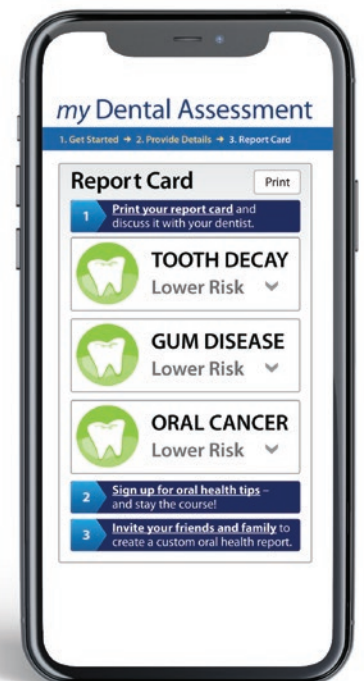 my Dental Assessment
1. Get Started → 2. Provide Details → 3. Report Card
Report Card
Print
1
Print your report card and
discuss it with your dentist.
TOOTH DECAY
Lower Risk
GUM DISEASE
Lower Risk
ORAL CANCER
Lower Risk
2
Sign up for oral health tips –
and stay the course!
3
Invite your friends and family to
create a custom oral health report.